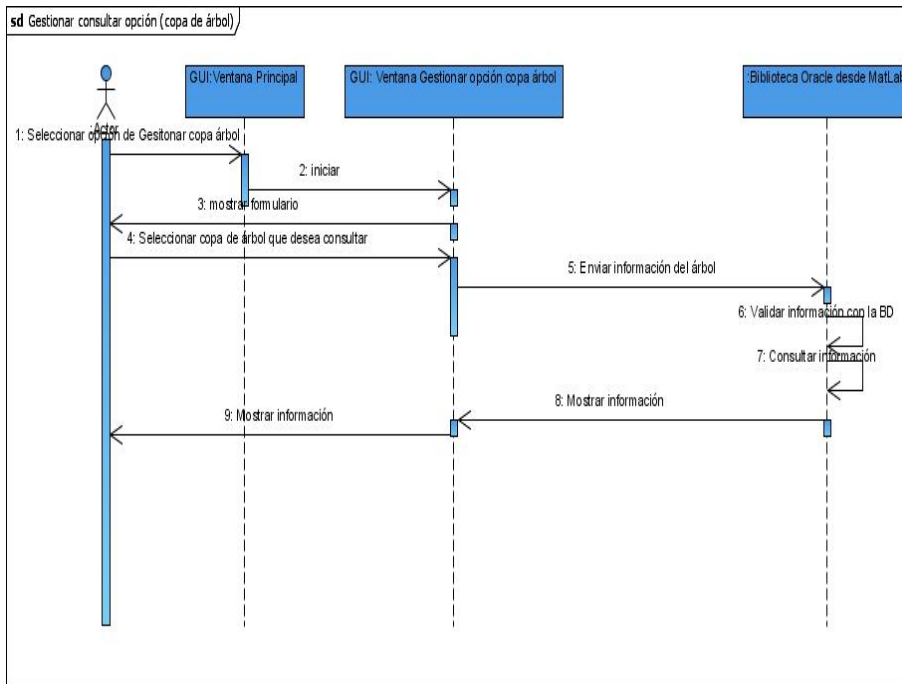 sd Gestionar consultar opción (copa de árbol)
GUI:Ventana Principal
GUI: Ventana Gestionar opción copa árbol
:Biblioteca Oracle desde MatLab
:Actor
1: Seleccionar opción de Gesitonar copa árbol
2: iniciar
3: mostrar formulario
4: Seleccionar copa de árbol que desea consultar
5: Enviar información del árbol
6: Validar información con la BD
7: Consultar información
8: Mostrar información
9: Mostrar información